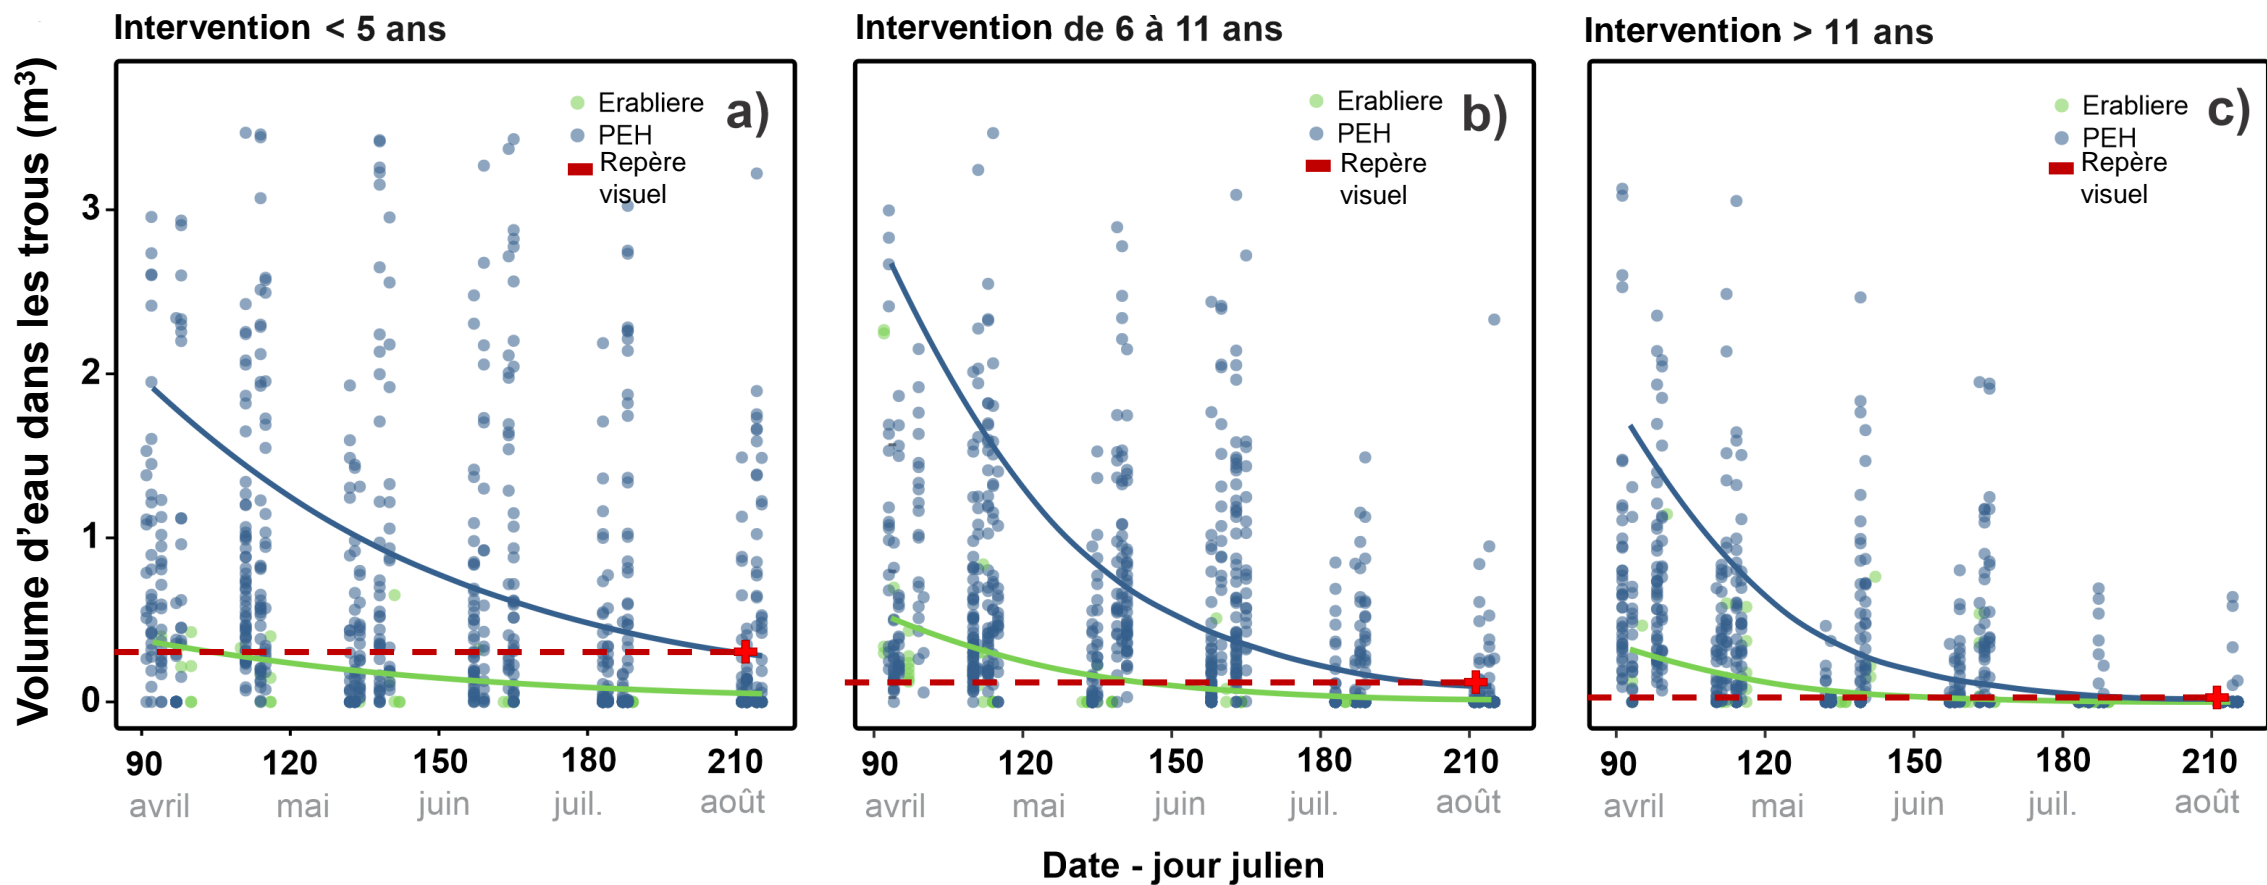 Intervention < 5 ans
Intervention de 6 à 11 ans
Intervention > 11 ans
Volume d'eau dans les trous (m³)
3
2
1
0
Erabliere
PEH
Repère
visuel
a)
Erabliere
PEH
Repère
visuel
b)
Erabliere
PEH
Repère
visuel
c)
90 120 150 180 210
avril mai juin juil. août
90 120 150 180 210
avril mai juin juil. août
90 120 150 180 210
avril mai juin juil. août
Date - jour julien